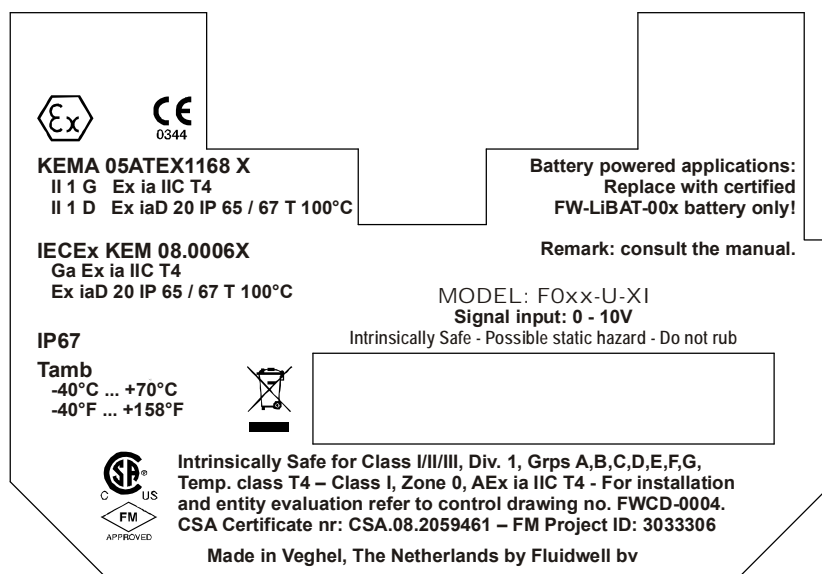 Ex
CE
0344
KEMA 05ATEX1168 X
II 1 G Ex ia IIC T4
II 1 D Ex iaD 20 IP 65 / 67 T 100°C
Battery powered applications:
Replace with certified
FW-LiBAT-00x battery only!
IECEx KEM 08.0006X
Ga Ex ia IIC T4
Ex iaD 20 IP 65 / 67 T 100°C
Remark: consult the manual.
MODEL: F0xx-U-XI
Signal input: 0 - 10V
Intrinsically Safe - Possible static hazard - Do not rub
IP67
Tamb
-40°C ... +70°C
-40°F ... +158°F
CSA ®
C US
FM
APPROVED
Intrinsically Safe for Class I/II/III, Div. 1, Grps A,B,C,D,E,F,G,
Temp. class T4 – Class I, Zone 0, AEx ia IIC T4 - For installation
and entity evaluation refer to control drawing no. FWCD-0004.
CSA Certificate nr: CSA.08.2059461 – FM Project ID: 3033306
Made in Veghel, The Netherlands by Fluidwell bv